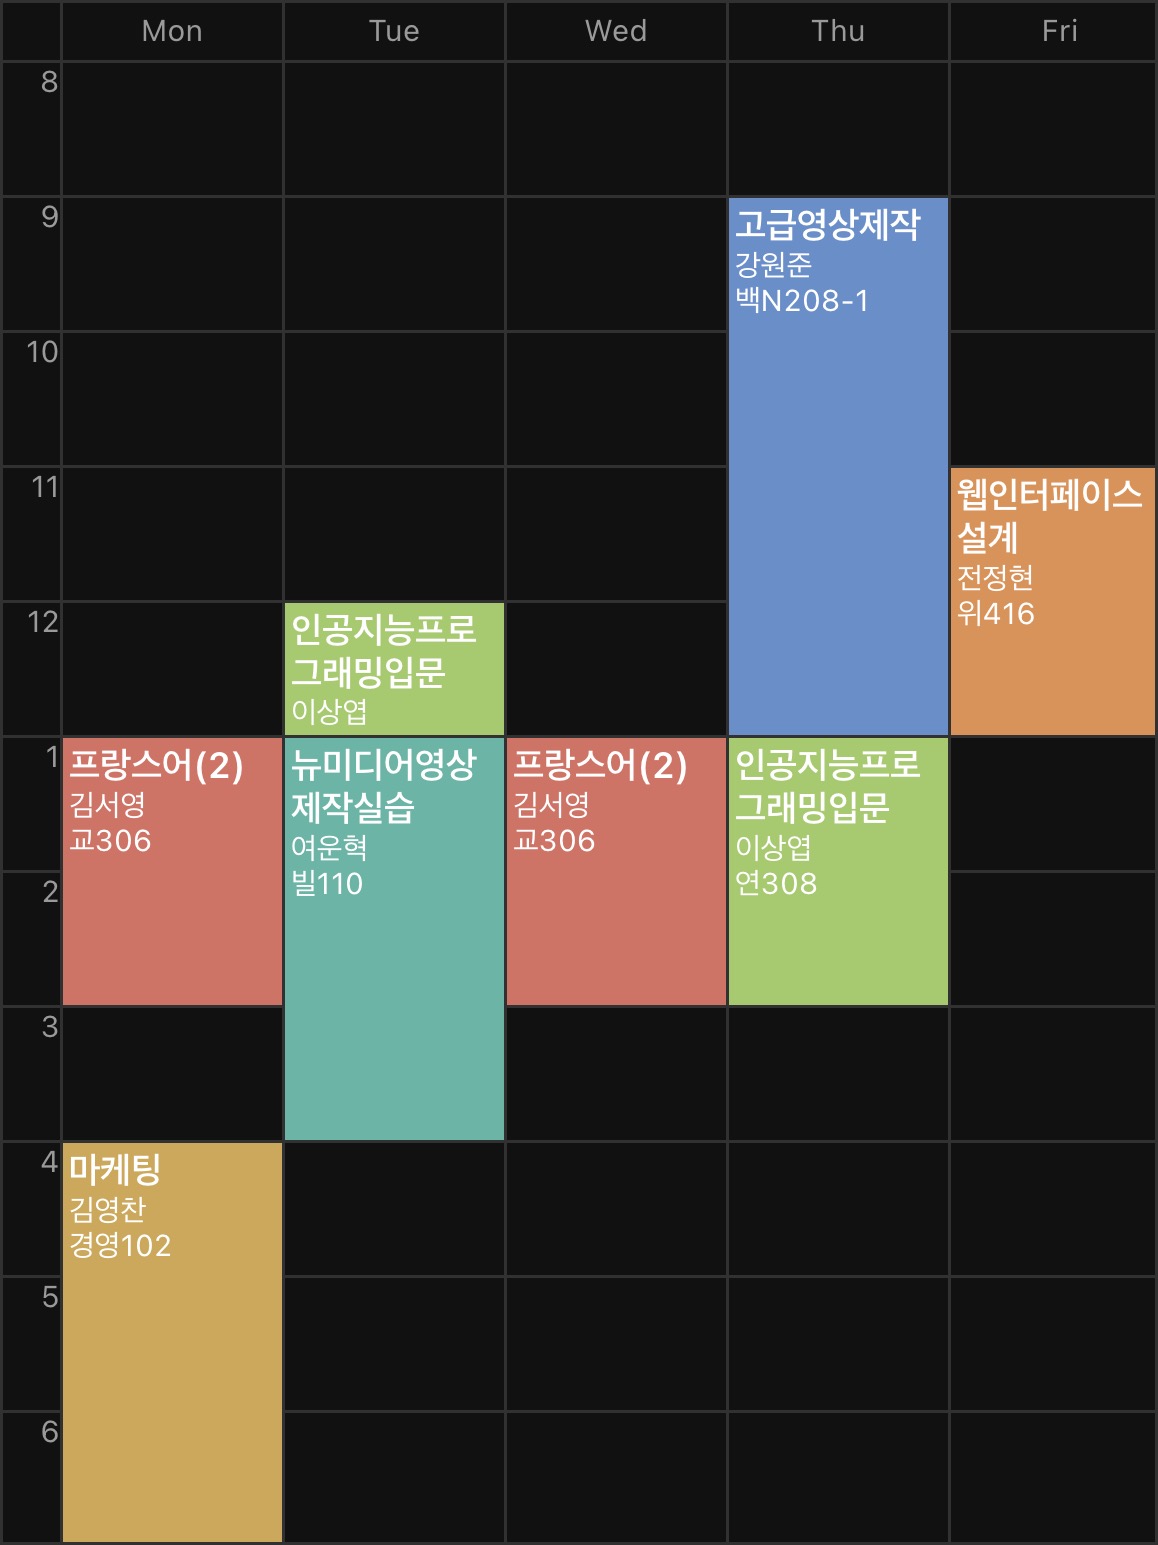 Mon Tue Wed Thu Fri
8
9
고급영상제작
강원준
백N208-1
10
11
웹인터페이스
설계
전정현
위416
12
인공지능프로
그래밍입문
이상엽
1
프랑스어(2)
김서영
교306
뉴미디어영상
제작실습
여운혁
빌110
프랑스어(2)
김서영
교306
인공지능프로
그래밍입문
이상엽
연308
2
3
4
마케팅
김영찬
경영102
5
6